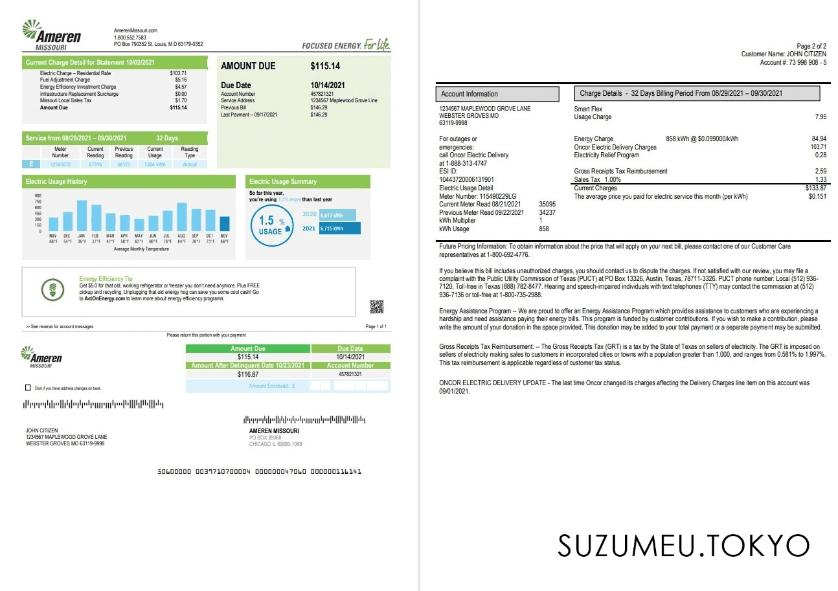 Ameren
MISSOURI
AmerenMissouri.com
1.800.552.7583
PO Box 790352 St. Louis, M.O 63179-0352
FOCUSED ENERGY. For life.
Current Charge Detail for Statement 10/02/2021
Electric Charge – Residential Rate $103.71
Fuel Adjustment Charge $5.16
Energy Efficiency Investment Charge $4.57
Infrastructure Replacement Surcharge $0.00
Missouri Local Sales Tax $1.70
Amount Due $115.14
AMOUNT DUE $115.14
Due Date 10/14/2021
Account Number 457821321
Service Address 1234567 Maplewood Grove Line
Previous Bill $146.29
Last Payment – 09/17/2021 $146.29
Service from 08/29/2021 – 09/30/2021 32 Days
Meter Number Current Reading Previous Reading Current Usage Reading Type
E
Electric Usage History
900
800
700
600
500
400
300
200
100
0
NOV DEC JAN FEB MAR APR MAY JUN JUL AUG SEP OCT NOV
Average Monthly Temperature
Electric Usage Summary
So far this year,
you're using 1.5% more than last year
1.5 %
USAGE
2020
2021 6,715 kWh
Energy Efficiency Tip
Get $50 for that old, working refrigerator or freezer you don't need anymore. Plus FREE
pickup and recycling. Unplugging that old energy hog can save you some cool cash! Go
to ActOnEnergy.com to learn more about energy efficiency programs.
>> See reverse for account messages
Page 1 of 1
Please return this portion with your payment
Ameren
MISSOURI
Amount Due Due Date
$115.14 10/14/2021
Amount After Delinquent Date 10/23/2021 Account Number
$116.87 457821321
Amount Enclosed: $
Click if you have address changes on back.
JOHN CITIZEN
1234567 MAPLEWOOD GROVE LANE
WEBSTER GROVES MO 63119-9998
AMEREN MISSOURI
CHICAGO IL 60680-1068
50600000 0039710700004 000000047060 000000116141
Page 2 of 2
Customer Name: JOHN CITIZEN
Account #: 73 998 908 - 5
Account Information
1234567 MAPLEWOOD GROVE LANE
WEBSTER GROVES MO
63119-9998
For outages or
emergencies:
call Oncor Electric Delivery
at 1-888-313-4747
ESI ID:
10443720006131901
Electric Usage Detail
Meter Number: 115490229LG
Current Meter Read 08/21/2021 35095
Previous Meter Read 09/22/2021 34237
kWh Multiplier 1
kWh Usage 858
Charge Details - 32 Days Billing Period From 08/29/2021 – 09/30/2021
Smart Flex
Usage Charge 7.95
Energy Charge 858 kWH @ $0.099000/kWh 84.94
Oncor Electric Delivery Charges 103.71
Electricity Relief Program 0.28
Gross Receipts Tax Reimbursement 2.59
Sales Tax 1.00% 1.33
Current Charges $133.87
The average price you paid for electric service this month (per kWh) $0.151
Future Pricing Information: To obtain information about the price that will apply on your next bill, please contact one of our Customer Care
representatives at 1-800-692-4776.
If you believe this bill includes unauthorized charges, you should contact us to dispute the charges. If not satisfied with our review, you may file a
complaint with the Public Utility Commission of Texas (PUCT) at PO Box 13326, Austin, Texas, 78711-3326. PUCT phone number: Local (512) 936-
7120, Toll-free in Texas (888) 782-8477. Hearing and speech-impaired individuals with text telephones (TTY) may contact the commission at (512)
936-7136 or toll-free at 1-800-735-2988.
Energy Assistance Program -- We are proud to offer an Energy Assistance Program which provides assistance to customers who are experiencing a
hardship and need assistance paying their energy bills. This program is funded by customer contributions. If you wish to make a contribution, please
write the amount of your donation in the space provided. This donation may be added to your total payment or a separate payment may be submitted.
Gross Receipts Tax Reimbursement: -- The Gross Receipts Tax (GRT) is a tax by the State of Texas on sellers of electricity. The GRT is imposed on
sellers of electricity making sales to customers in incorporated cities or towns with a population greater than 1,000, and ranges from 0.581% to 1.997%.
This tax reimbursement is applicable regardless of customer tax status.
ONCOR ELECTRIC DELIVERY UPDATE - The last time Oncor changed its charges affecting the Delivery Charges line item on this account was
09/01/2021.
SUZUMEU.TOKYO